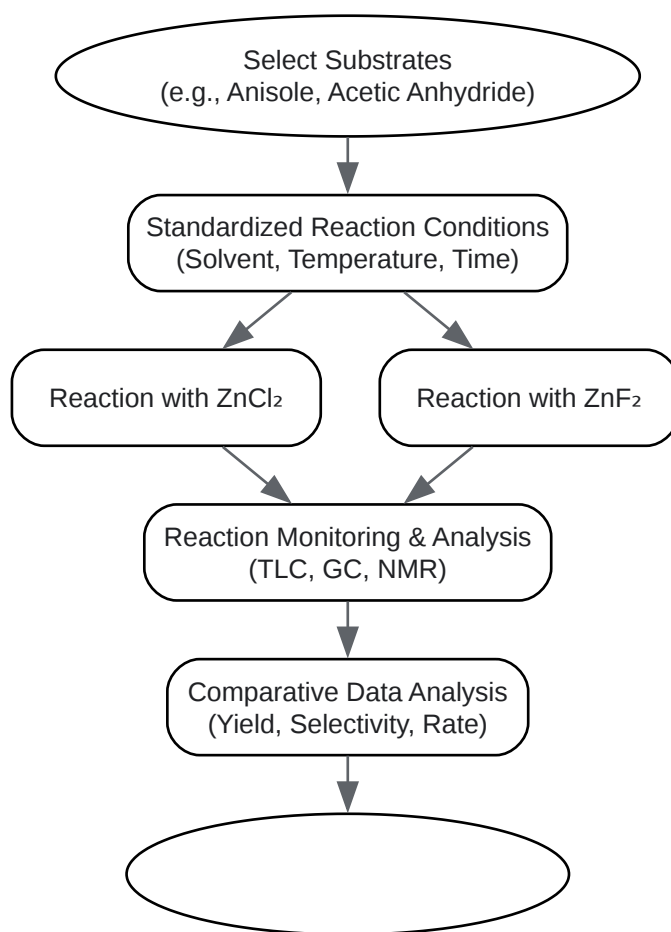 Select Substrates
(e.g., Anisole, Acetic Anhydride)
Standardized Reaction Conditions
(Solvent, Temperature, Time)
Reaction with ZnCl₂
Reaction with ZnF₂
Reaction Monitoring & Analysis
(TLC, GC, NMR)
Comparative Data Analysis
(Yield, Selectivity, Rate)